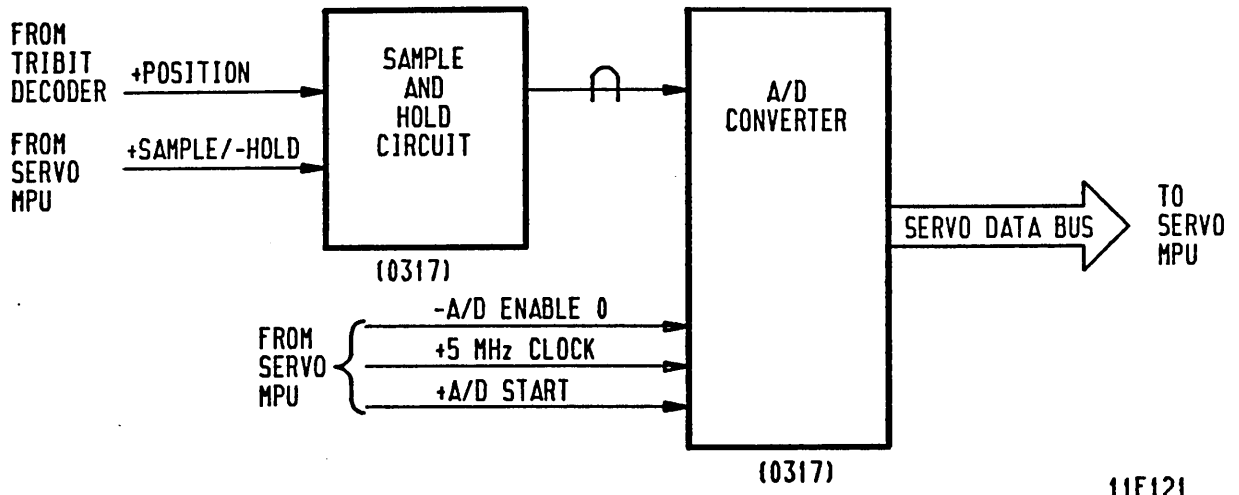 FROM
TRIBIT
DECODER
+POSITION
FROM
SERVO
MPU
+SAMPLE/-HOLD
SAMPLE
AND
HOLD
CIRCUIT
(0317)
A/D
CONVERTER
SERVO DATA BUS
TO
SERVO
MPU
FROM
SERVO
MPU
-A/D ENABLE 0
+5 MHz CLOCK
+A/D START
(0317)
11F121